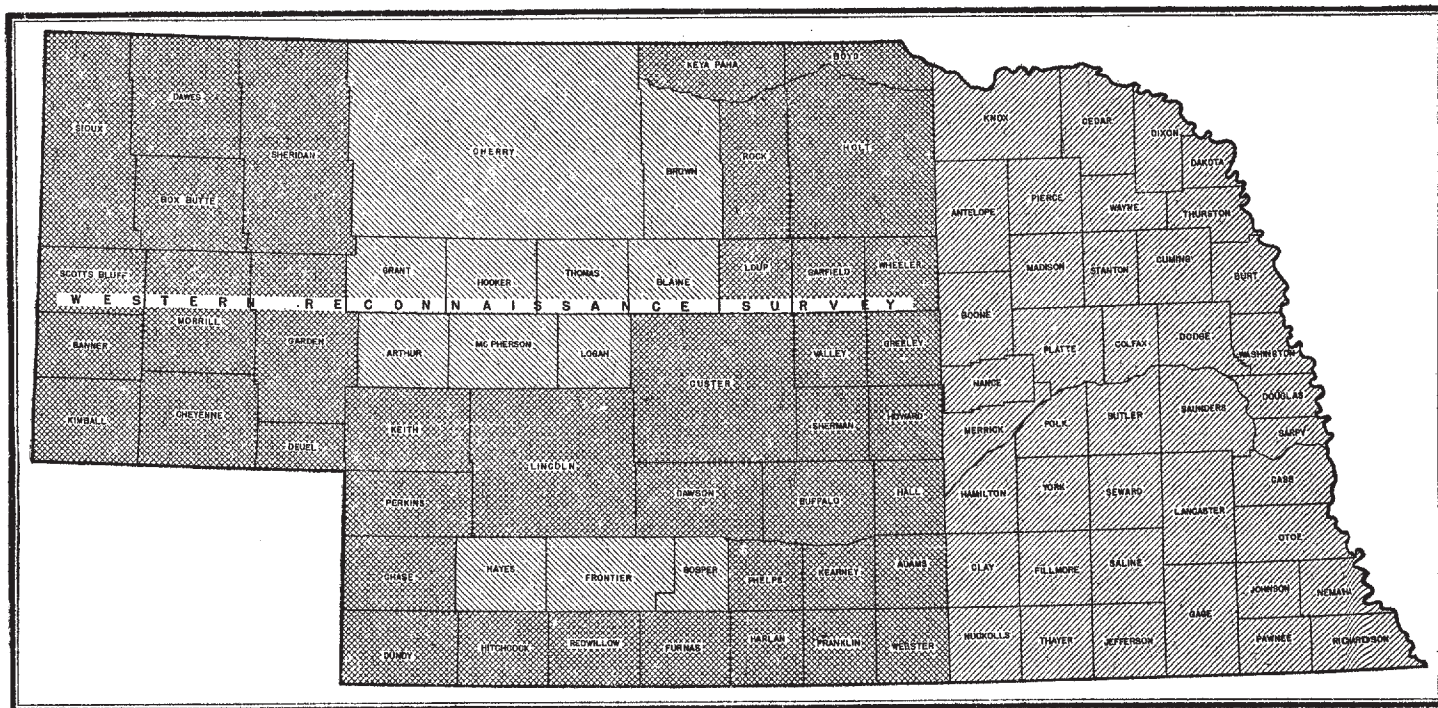 KEYA PAHA
BOYD
DAWES
SIOUX
SHERIDAN
CHERRY
BROWN
ROCK
HOLT
KNOX
CEDAR
DIXON
DAKOTA
BOX BUTTE
ANTELOPE
PIERCE
WAYNE
THURSTON
SCOTTS BLUFF
GRANT
HOOKER
THOMAS
BLAINE
LOUP
GARFIELD
WHEELER
MADISON
STANTON
CUMING
BURT
WESTERN RECONNAISSANCE SURVEY
BANNER
MORRILL
GARDEN
ARTHUR
MC PHERSON
LOGAN
CUSTER
VALLEY
GREELEY
BOONE
PLATTE
COLFAX
DODGE
WASHINGTON
KIMBALL
CHEYENNE
DEUEL
KEITH
LINCOLN
SHERMAN
HOWARD
NANCE
MERRICK
POLK
BUTLER
SAUNDERS
DOUGLAS
SARPY
PERKINS
DAWSON
BUFFALO
HALL
HAMILTON
YORK
SEWARD
LANCASTER
CASS
OTOE
CHASE
HAYES
FRONTIER
GOSPER
PHELPS
KEARNEY
ADAMS
CLAY
FILLMORE
SALINE
GAGE
JOHNSON
NEMAHA
DUNDY
HITCHCOCK
REDWILLOW
FURNAS
HARLAN
FRANKLIN
WEBSTER
NUCKOLLS
THAYER
JEFFERSON
PAWNEE
RICHARDSON